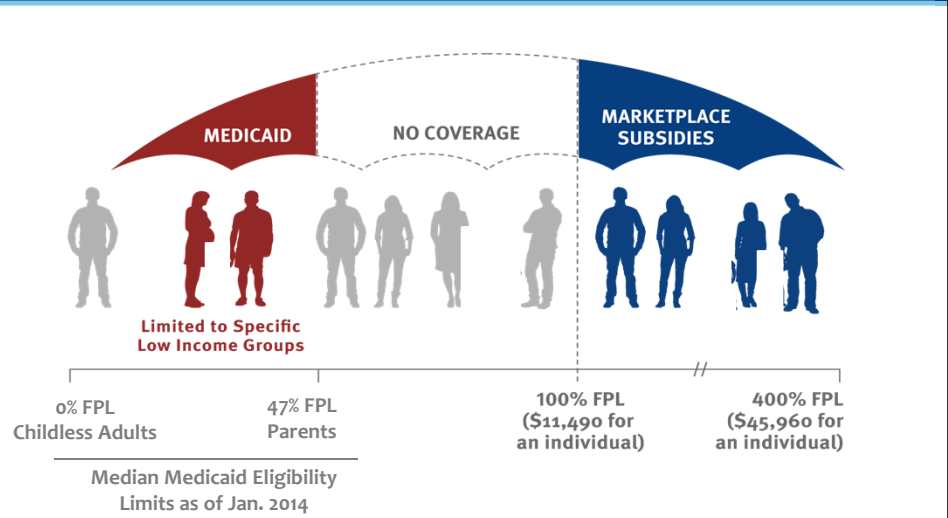 MEDICAID
NO COVERAGE
MARKETPLACE
SUBSIDIES
Limited to Specific
Low Income Groups
0% FPL
Childless Adults
47% FPL
Parents
100% FPL
($11,490 for
an individual)
400% FPL
($45,960 for
an individual)
Median Medicaid Eligibility
Limits as of Jan. 2014